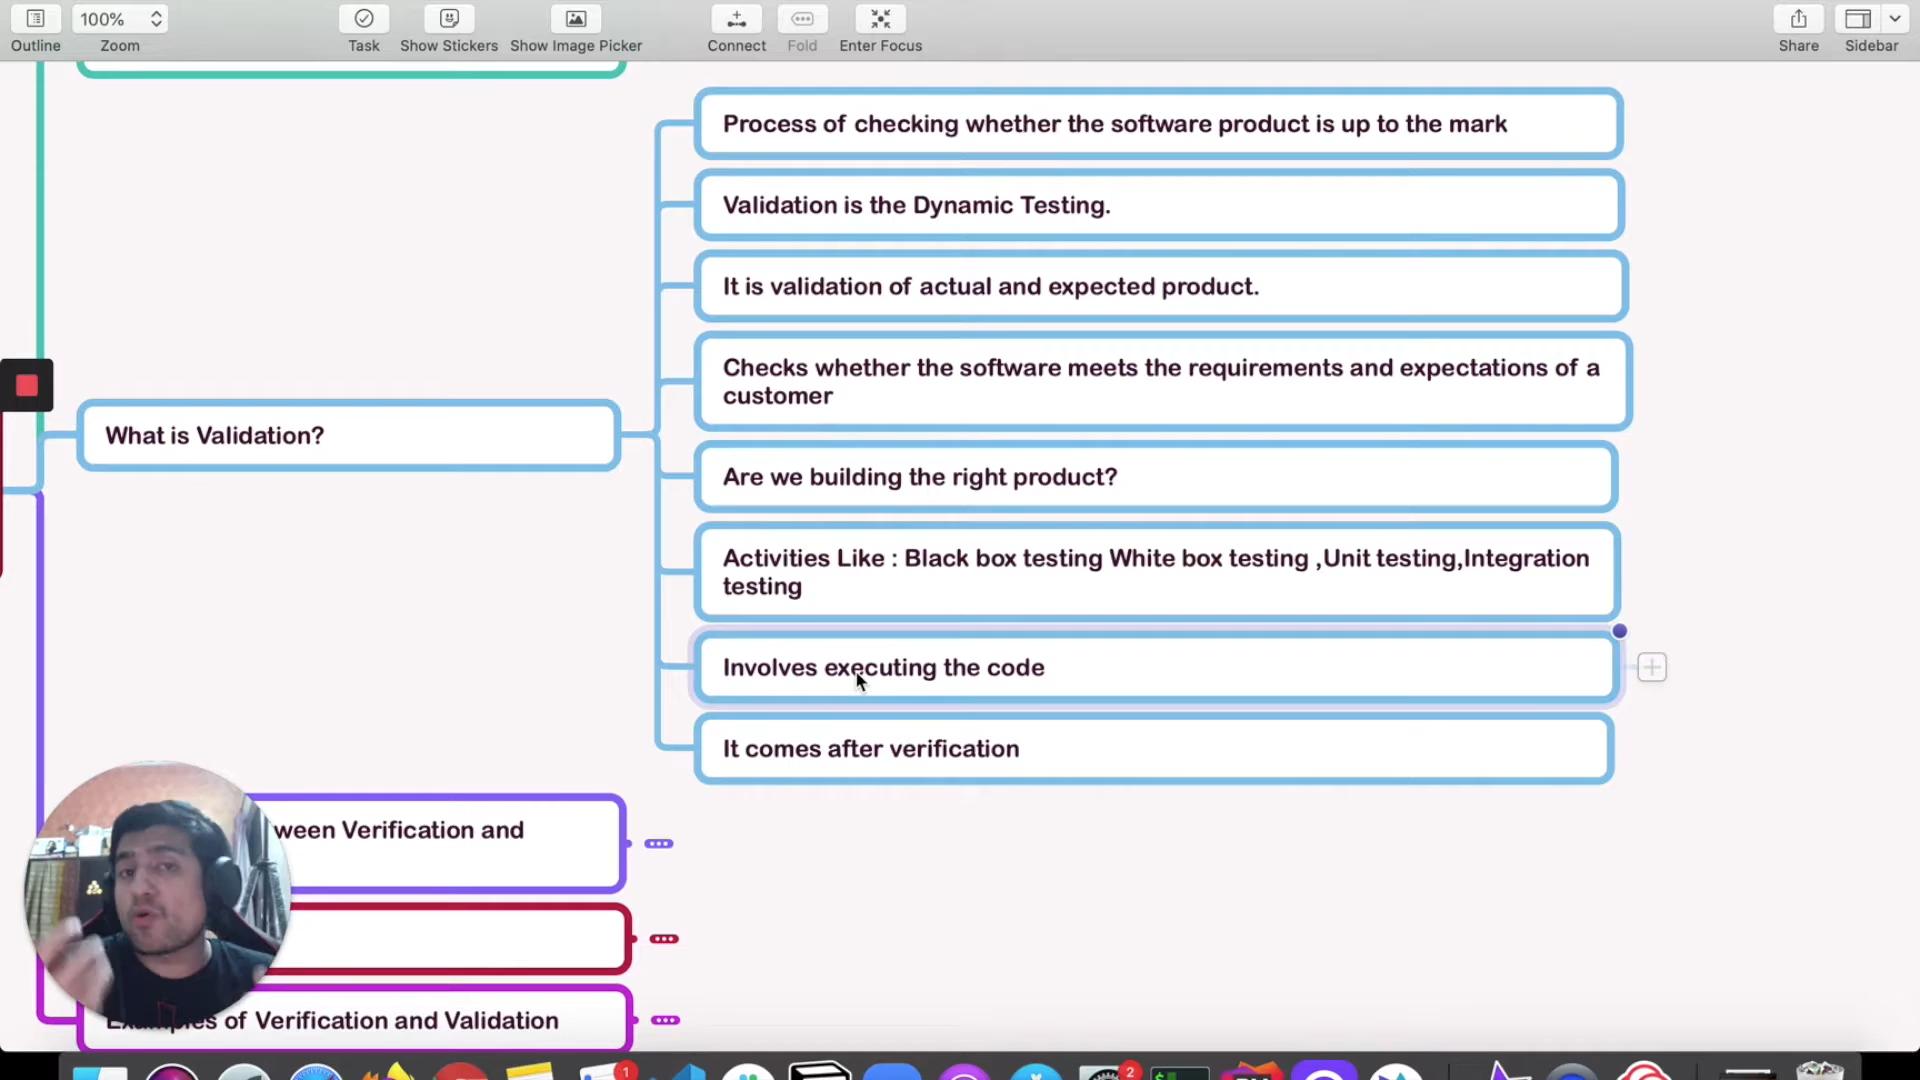 100%
Outline
Zoom
Task
Show Stickers
Show Image Picker
Connect
Fold
Enter Focus
Share
Sidebar
Process of checking whether the software product is up to the mark
Validation is the Dynamic Testing.
It is validation of actual and expected product.
Checks whether the software meets the requirements and expectations of a
customer
What is Validation?
Are we building the right product?
Activities Like : Black box testing White box testing ,Unit testing,Integration
testing
Involves executing the code
It comes after verification
ween Verification and
Examples of Verification and Validation
1
2